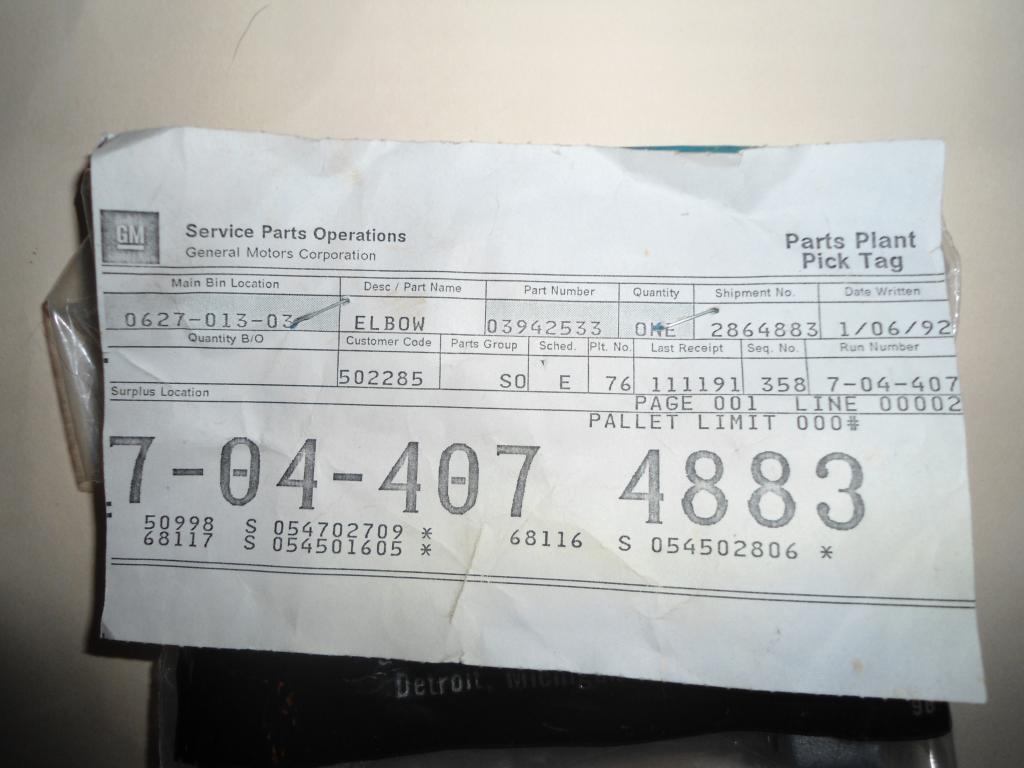 GM
Service Parts Operations
General Motors Corporation
Parts Plant
Pick Tag
Main Bin Location Desc / Part Name Part Number Quantity Shipment No. Date Written
0627-013-03 ELBOW 03942533 ONE 2864883 1/06/92
Quantity B/O Customer Code Parts Group Sched. Plt. No. Last Receipt Seq. No. Run Number
502285 SO E 76 111191 358 7-04-407
Surplus Location PAGE 001 LINE 00002
PALLET LIMIT 000#
7-04-407 4883
50998 S 054702709 *
68117 S 054501605 * 68116 S 054502806 *
Detroit, Michigan